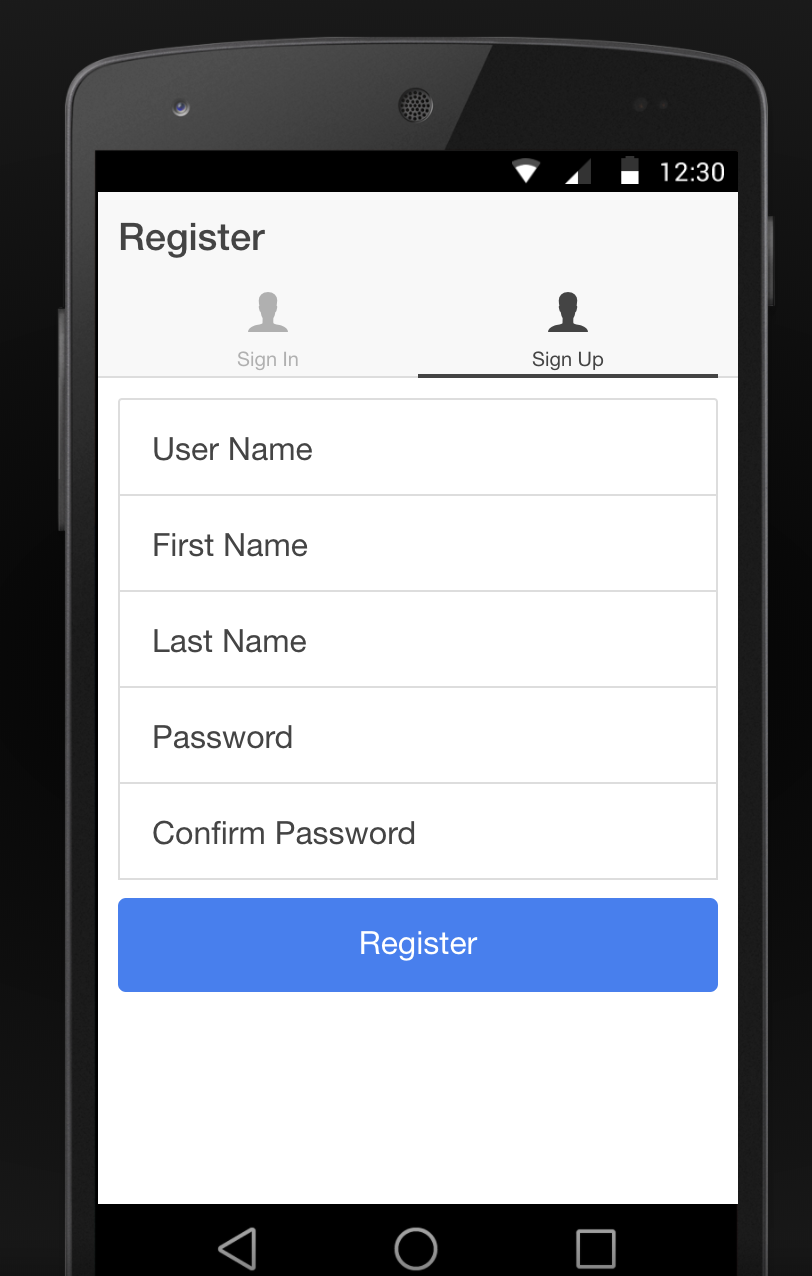 12:30
Register
Sign In
Sign Up
User Name
First Name
Last Name
Password
Confirm Password
Register